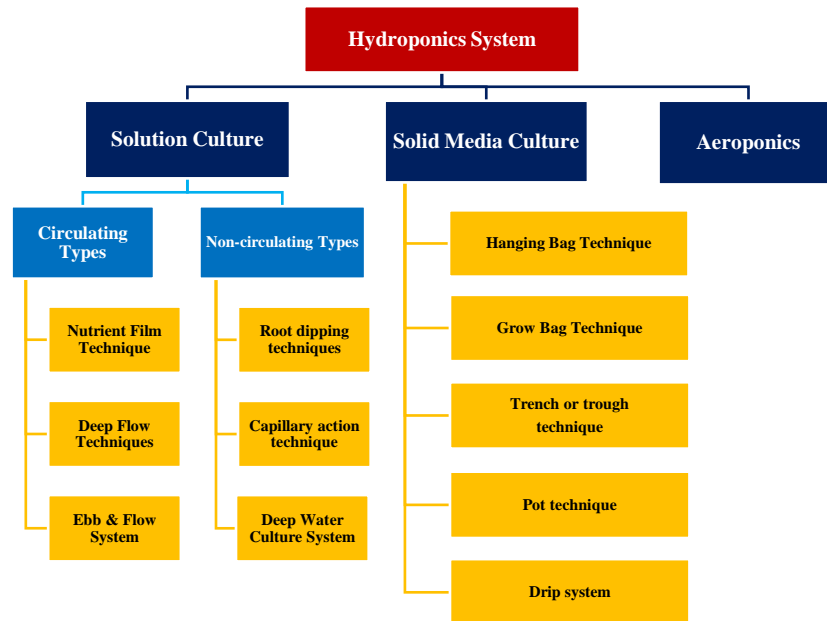 Hydroponics System
Solution Culture
Solid Media Culture
Aeroponics
Circulating
Types
Non-circulating Types
Nutrient Film
Technique
Deep Flow
Techniques
Ebb & Flow
System
Root dipping
techniques
Capillary action
technique
Deep Water
Culture System
Hanging Bag Technique
Grow Bag Technique
Trench or trough
technique
Pot technique
Drip system